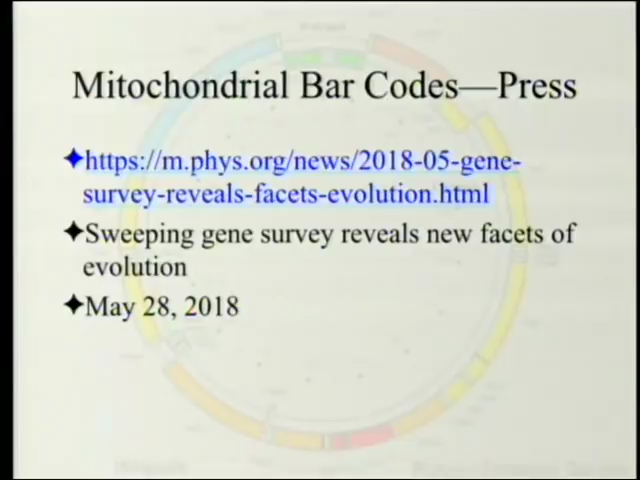 Mitochondrial Bar Codes—Press
✦https://m.phys.org/news/2018-05-gene-
survey-reveals-facets-evolution.html
✦Sweeping gene survey reveals new facets of
evolution
✦May 28, 2018